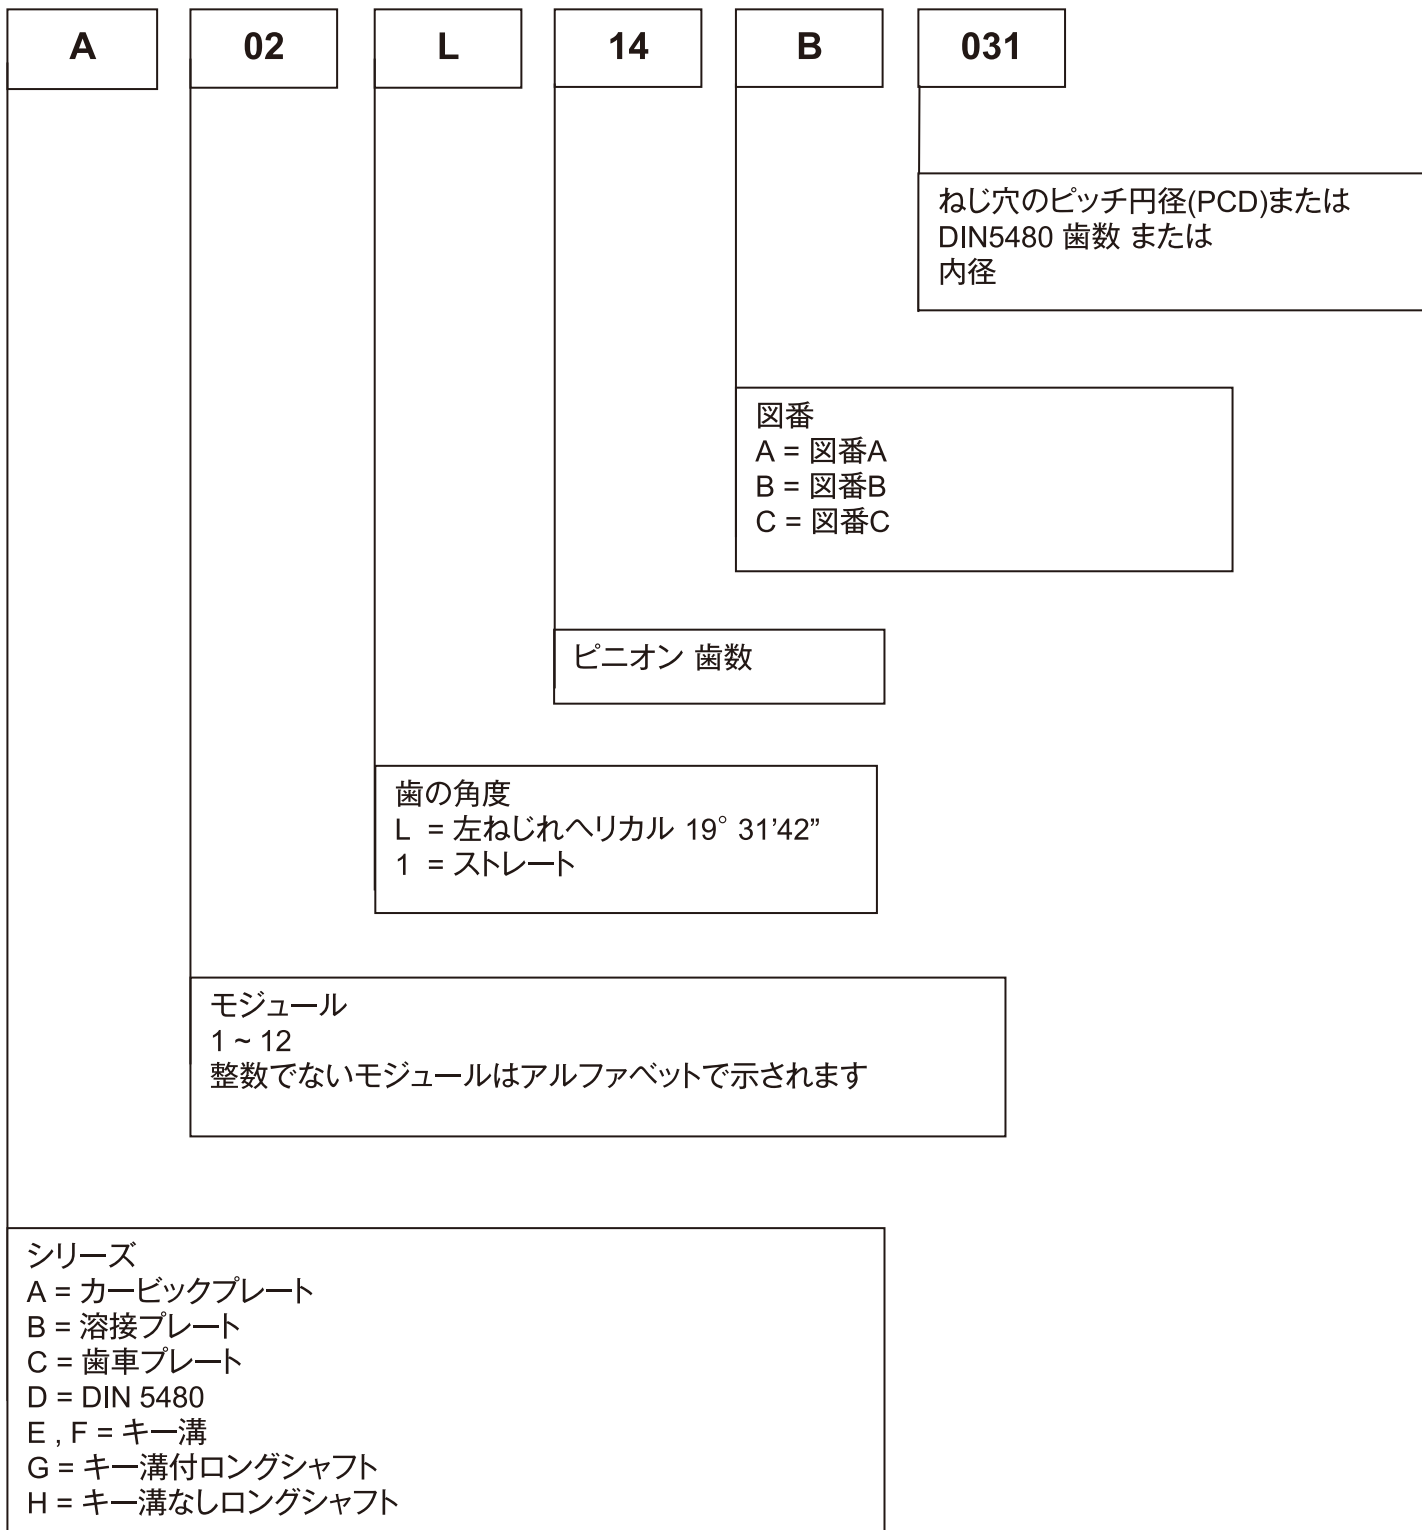 A 02 L 14 B 031
ねじ穴のピッチ円径(PCD)または
DIN5480 歯数 または
内径
図番
A = 図番A
B = 図番B
C = 図番C
ピニオン 歯数
歯の角度
L = 左ねじれヘリカル 19° 31’42”
1 = ストレート
モジュール
1 ~ 12
整数でないモジュールはアルファベットで示されます
シリーズ
A = カービックプレート
B = 溶接プレート
C = 歯車プレート
D = DIN 5480
E , F = キー溝
G = キー溝付ロングシャフト
H = キー溝なしロングシャフト